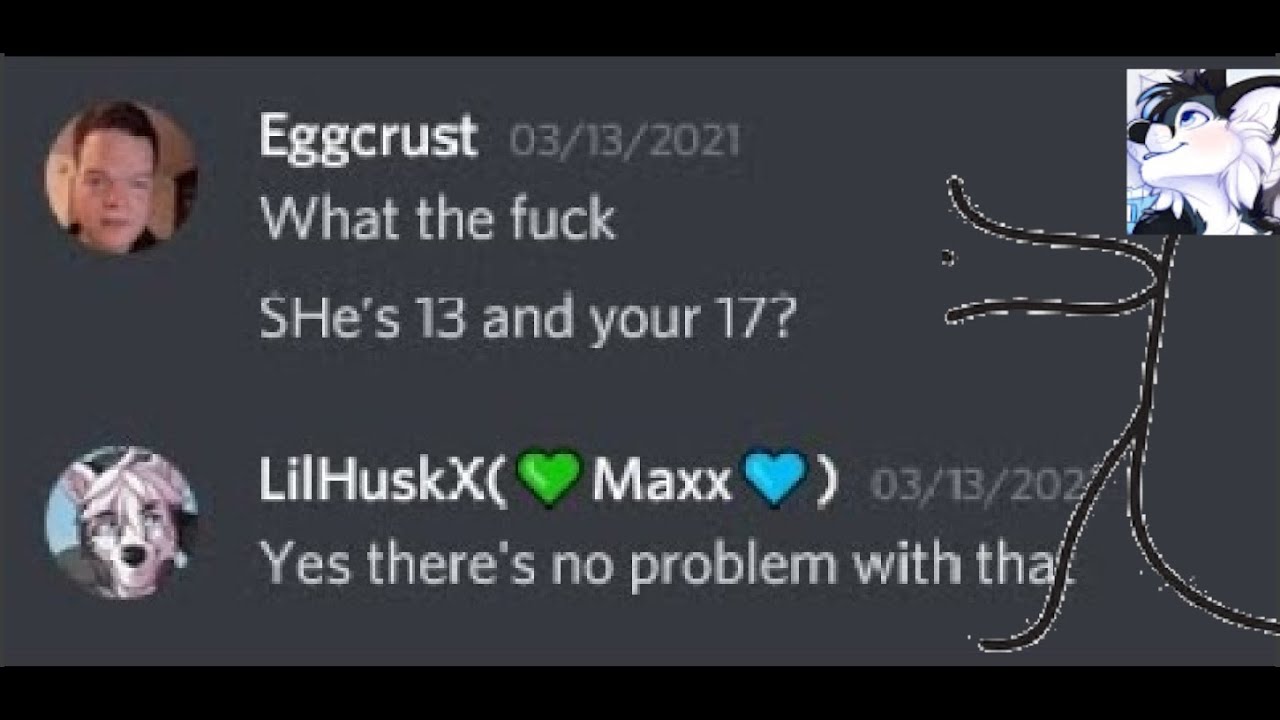 Eggcrust 03/13/2021
What the fuck
SHe's 13 and your 17?
LilHuskX(💚Maxx💙) 03/13/202
Yes there's no problem with that